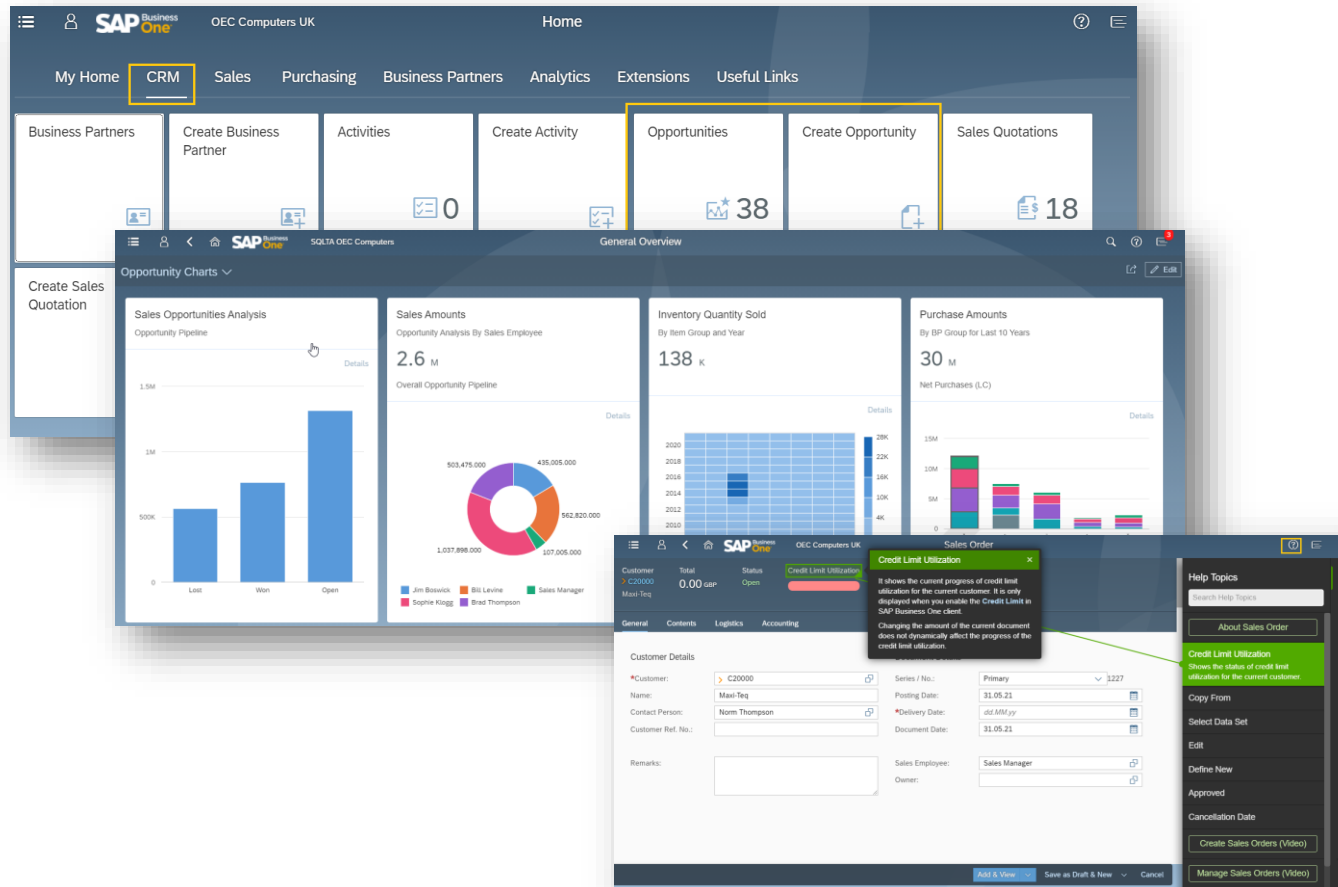 SAP Business One
OEC Computers UK
Home
My Home
CRM
Sales
Purchasing
Business Partners
Analytics
Extensions
Useful Links
Business Partners
Create Business
Partner
Activities
0
Create Activity
Opportunities
38
Create Opportunity
Sales Quotations
18
Create Sales
Quotation
SAP Business One
SQLTA OEC Computers
General Overview
3
Opportunity Charts
Edit
Sales Opportunities Analysis
Opportunity Pipeline
Details
1.5M
1M
500K
0
Lost
Won
Open
Sales Amounts
Opportunity Analysis By Sales Employee
2.6 M
Overall Opportunity Pipeline
Details
503,475.000
435,005.000
562,820.000
1,037,898.000
107,005.000
Jim Boswick
Bill Levine
Sales Manager
Sophie Klogg
Brad Thompson
Inventory Quantity Sold
By Item Group and Year
138 K
Details
2020
2018
2016
2014
2012
2010
28K
22K
16K
10K
4K
Purchase Amounts
By BP Group for Last 10 Years
30 M
Net Purchases (LC)
Details
15M
10M
5M
0
SAP Business One
OEC Computers UK
Sales Order
Customer
C20000
Maxi-Teq
Total
0.00 GBP
Status
Open
Credit Limit Utilization
Credit Limit Utilization
×
It shows the current progress of credit limit
utilization for the current customer. It is only
displayed when you enable the Credit Limit in
SAP Business One client.
Changing the amount of the current document
does not dynamically affect the progress of the
credit limit utilization.
General
Contents
Logistics
Accounting
Customer Details
*Customer:
C20000
Name:
Maxi-Teq
Contact Person:
Norm Thompson
Customer Ref. No.:
Remarks:
Series / No.:
Primary
1227
Posting Date:
31.05.21
*Delivery Date:
dd.MM.yy
Document Date:
31.05.21
Sales Employee:
Sales Manager
Owner:
Add & View
Save as Draft & New
Cancel
Help Topics
Search Help Topics
About Sales Order
Credit Limit Utilization
Shows the status of credit limit
utilization for the current customer.
Copy From
Select Data Set
Edit
Define New
Approved
Cancellation Date
Create Sales Orders (Video)
Manage Sales Orders (Video)